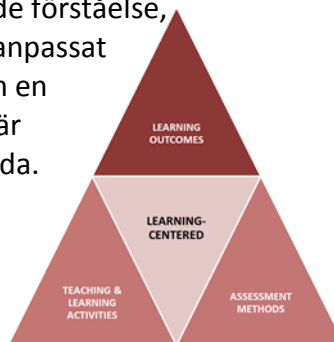 de förståelse,
anpassat
en
är
da.
LEARNING
OUTCOMES
LEARNING-
CENTERED
TEACHING &
LEARNING
ACTIVITIES
ASSESSMENT
METHODS